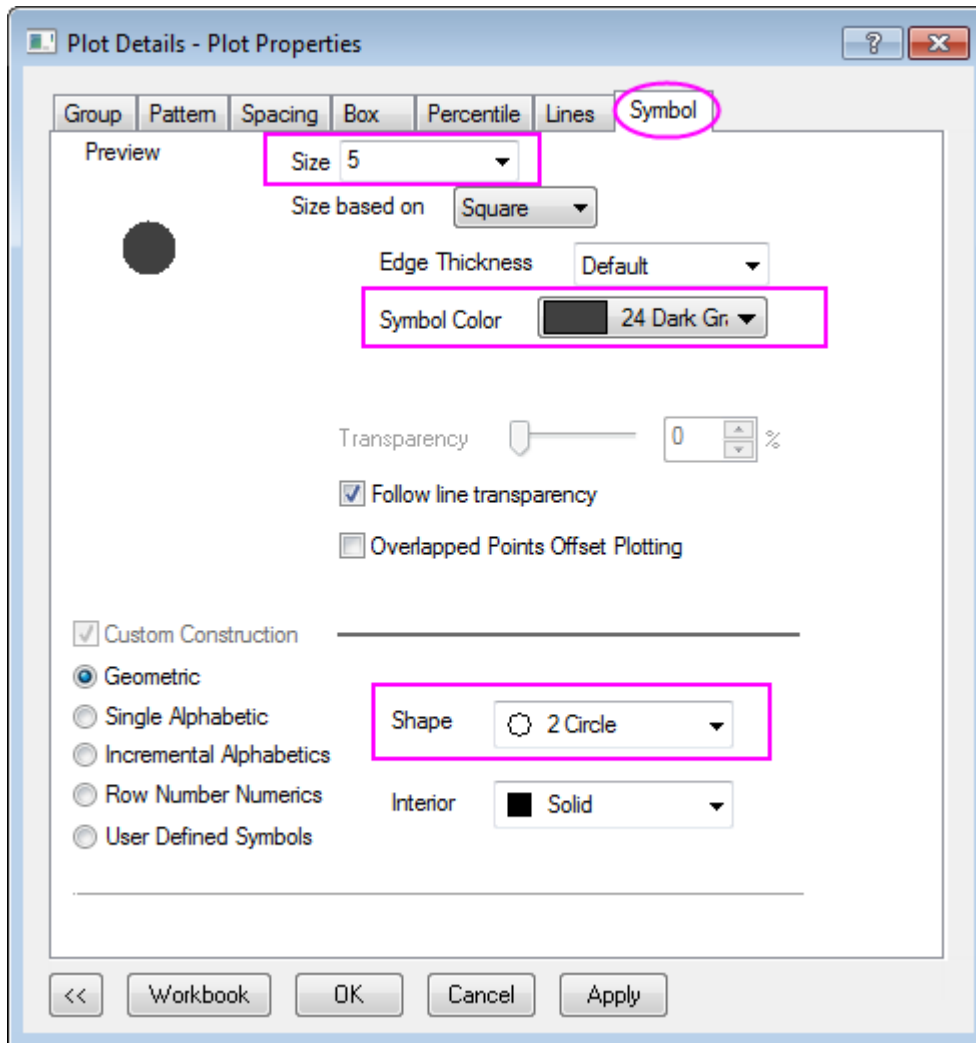 Plot Details - Plot Properties
Group Pattern Spacing Box Percentile Lines Symbol
Preview
Size 5
Size based on Square
Edge Thickness Default
Symbol Color 24 Dark Gr
Transparency 0 %
Follow line transparency
Overlapped Points Offset Plotting
Custom Construction
Geometric
Single Alphabetic
Shape 2 Circle
Incremental Alphabetics
Row Number Numerics
Interior Solid
User Defined Symbols
<< Workbook OK Cancel Apply